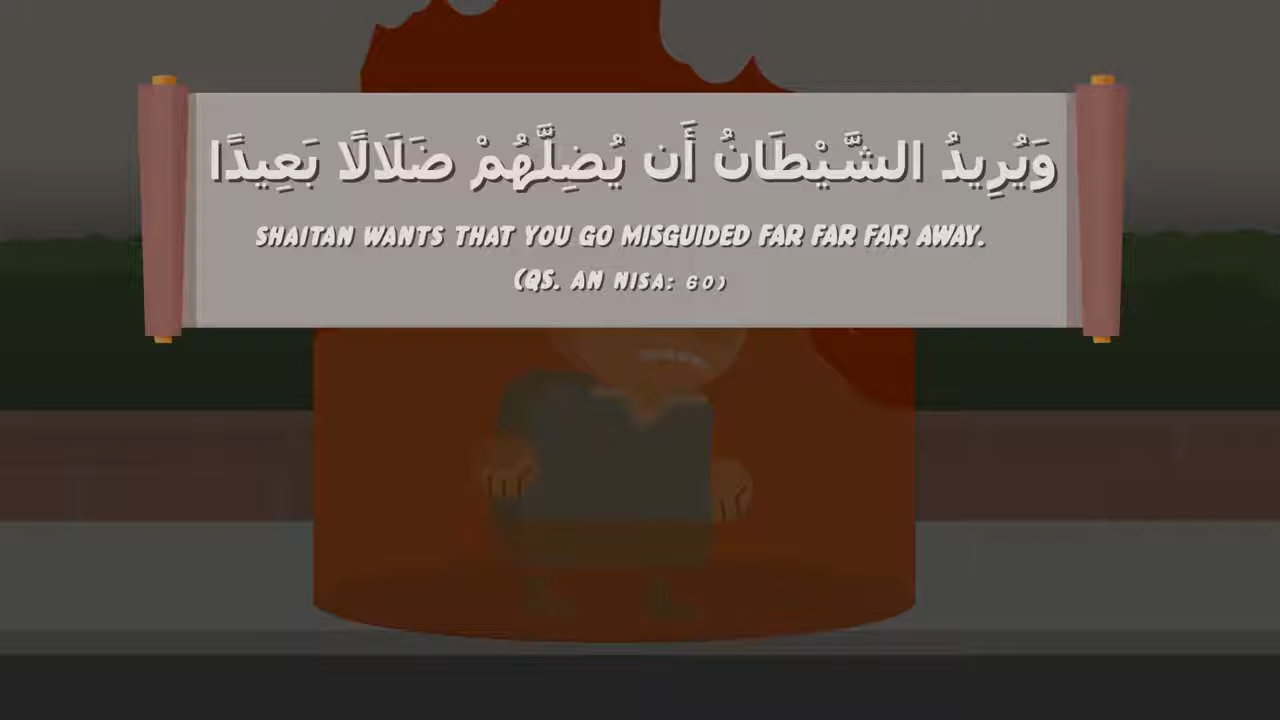 وَيُرِيدُ الشَّيْطَانُ أَن يُضِلَّهُمْ ضَلَالًا بَعِيدًا
SHAITAN WANTS THAT YOU GO MISGUIDED FAR FAR FAR AWAY.
(QS. AN NISA: 60)